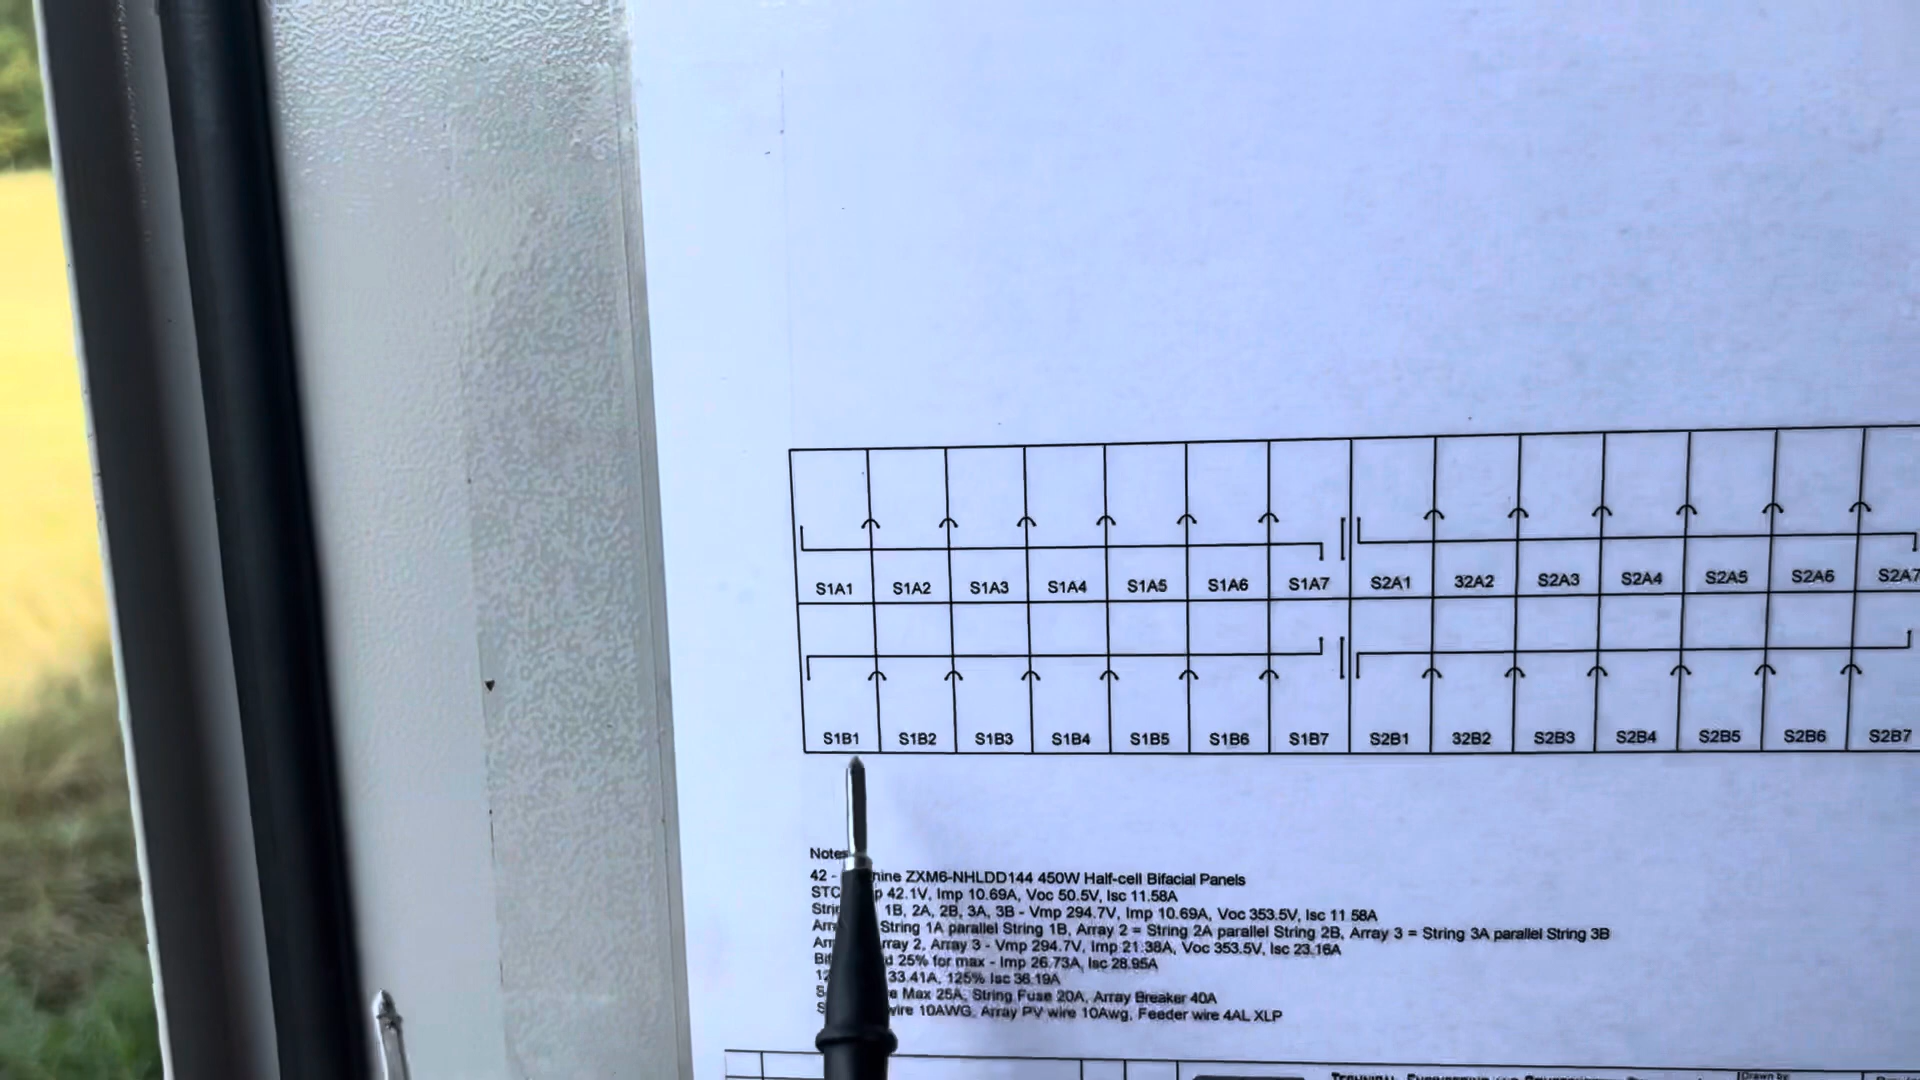 S1A1 S1A2 S1A3 S1A4 S1A5 S1A6 S1A7 S2A1 32A2 S2A3 S2A4 S2A5 S2A6 S2A7
S1B1 S1B2 S1B3 S1B4 S1B5 S1B6 S1B7 S2B1 32B2 S2B3 S2B4 S2B5 S2B6 S2B7
Notes
42 - hine ZXM6-NHLDD144 450W Half-cell Bifacial Panels
STC p 42.1V, Imp 10.69A, Voc 50.5V, Isc 11.58A
1B, 2A, 2B, 3A, 3B - Vmp 294.7V, Imp 10.69A, Voc 353.5V, Isc 11.58A
String 1A parallel String 1B, Array 2 = String 2A parallel String 2B, Array 3 = String 3A parallel String 3B
rray 2, Array 3 - Vmp 294.7V, Imp 21.38A, Voc 353.5V, Isc 23.16A
d 25% for max - Imp 26.73A, Isc 28.95A
33.41A, 125% Isc 36.19A
e Max 25A, String Fuse 20A, Array Breaker 40A
wire 10AWG, Array PV wire 10Awg, Feeder wire 4AL XLP
Drawn by